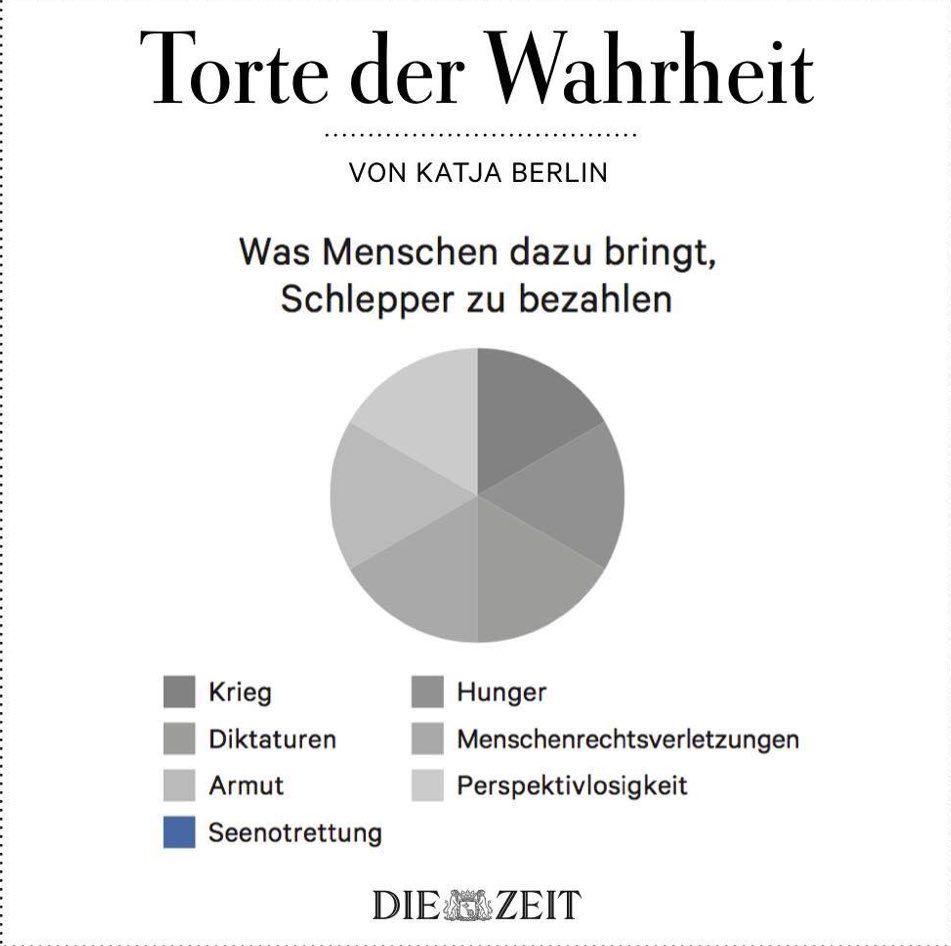 Torte der Wahrheit
VON KATJA BERLIN
Was Menschen dazu bringt,
Schlepper zu bezahlen
Krieg
Hunger
Diktaturen
Menschenrechtsverletzungen
Armut
Perspektivlosigkeit
Seenotrettung
DIE ZEIT